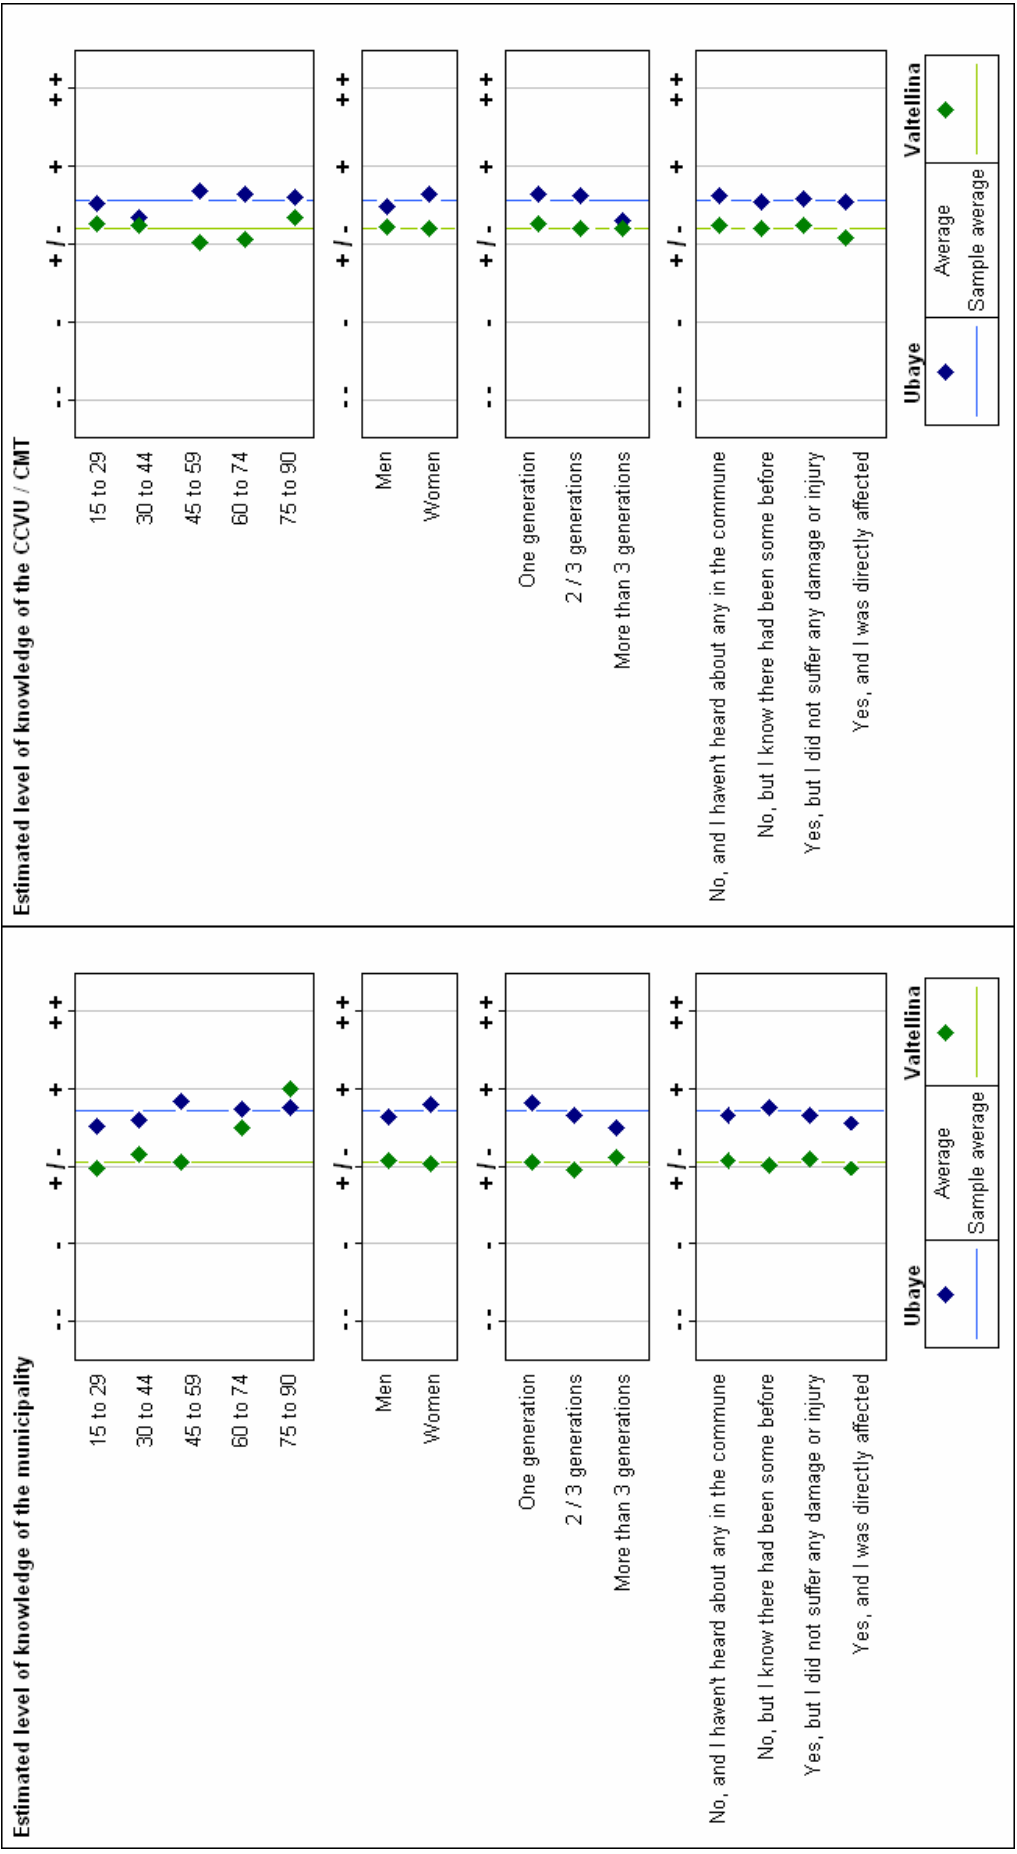 Estimated level of knowledge of the municipality
-- - +/- + ++
15 to 29
30 to 44
45 to 59
60 to 74
75 to 90
-- - +/- + ++
Men
Women
-- - +/- + ++
One generation
2 / 3 generations
More than 3 generations
-- - +/- + ++
No, and I haven't heard about any in the commune
No, but I know there had been some before
Yes, but I did not suffer any damage or injury
Yes, and I was directly affected
Ubaye Valtellina
Average
Sample average
Estimated level of knowledge of the CCVU / CMT
-- - +/- + ++
15 to 29
30 to 44
45 to 59
60 to 74
75 to 90
-- - +/- + ++
Men
Women
-- - +/- + ++
One generation
2 / 3 generations
More than 3 generations
-- - +/- + ++
No, and I haven't heard about any in the commune
No, but I know there had been some before
Yes, but I did not suffer any damage or injury
Yes, and I was directly affected
Ubaye Valtellina
Average
Sample average